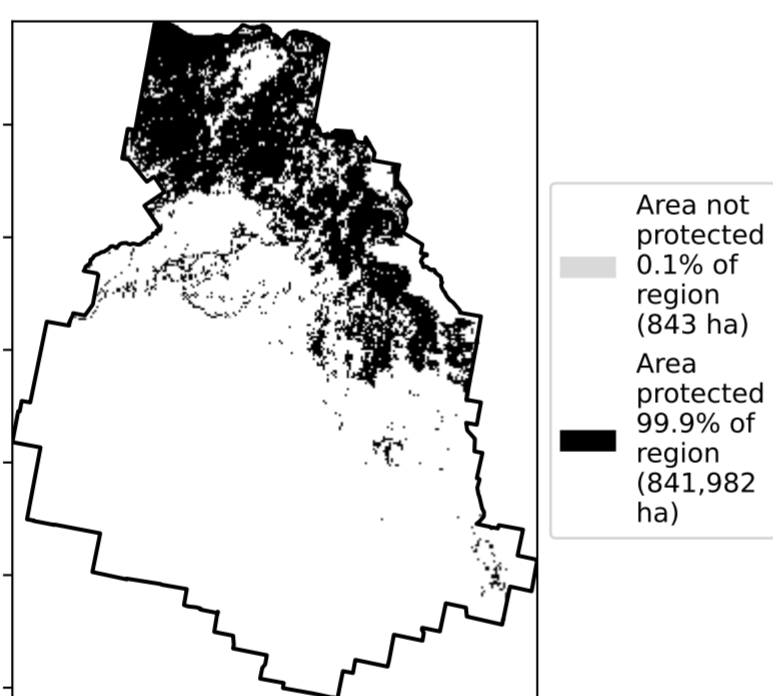 Area not
protected
0.1% of
region
(843 ha)
Area
protected
99.9% of
region
(841,982
ha)